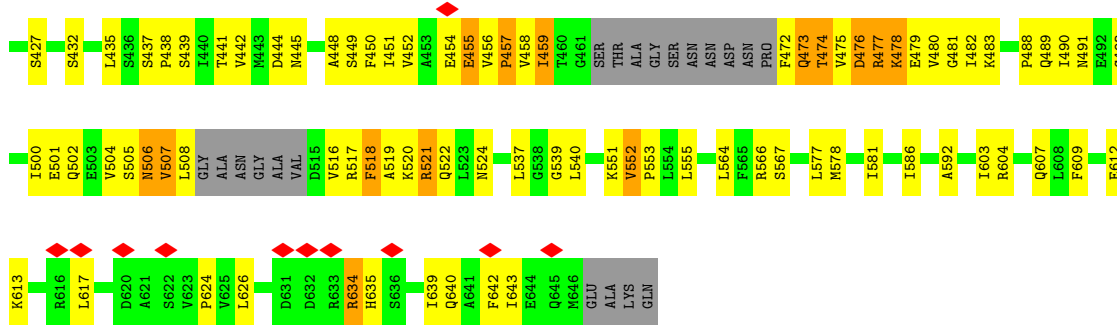 S427 S432 L435 S436 S437 P438 S439 I440 T441 V442 M443 D444 N445 A448 S449 F450 I451 V452 A453 E454 E455 V456 P457 V458 I459 T460 G461 SER THR ALA GLY SER ASN ASN ASP ASN PRO F472 Q473 T474 V475 D476 R477 K478 E479 V480 G481 I482 K483 P488 Q489 I490 N491 E492
I500 E501 Q502 E503 V504 S505 N506 V507 L508 GLY ALA ASN GLY ALA VAL D515 V516 R517 F518 A519 K520 R521 Q522 L523 N524 L537 G538 G539 L540 K551 V552 P553 L554 L555 L564 F565 R566 S567 L577 M578 I581 I586 A592 I603 R604 Q607 L608 F609
K613 R616 L617 D620 A621 S622 V623 P624 V625 L626 D631 D632 R633 R634 H635 S636 I639 Q640 A641 F642 I643 E644 Q645 M646 GLU ALA LYS GLN